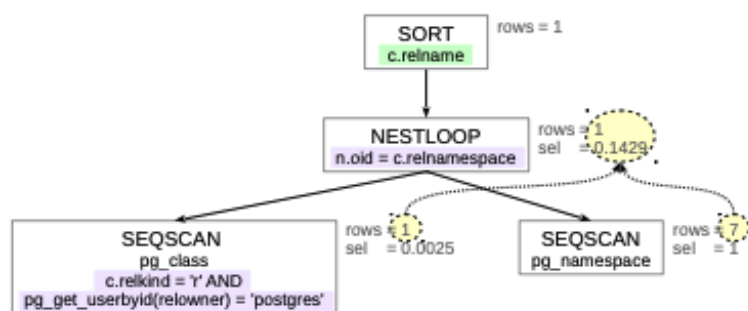 SORT
c.relname
rows = 1
NESTLOOP
n.oid = c.relnamespace
rows = 1
sel = 0.1429
SEQSCAN
pg_class
c.relkind = 'r' AND
pg_get_userbyid(relowner) = 'postgres'
rows = 1
sel = 0.0025
SEQSCAN
pg_namespace
rows = 7
sel = 1